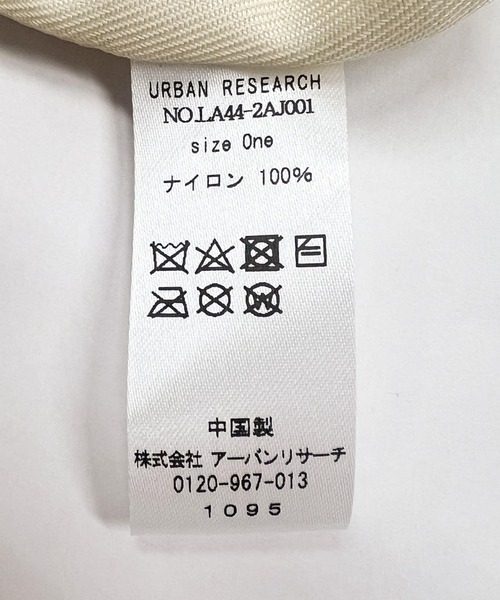 URBAN RESEARCH
NO.LA44-2AJ001
size One
ナイロン 100%
中国製
株式会社 アーバンリサーチ
0120-967-013
1095